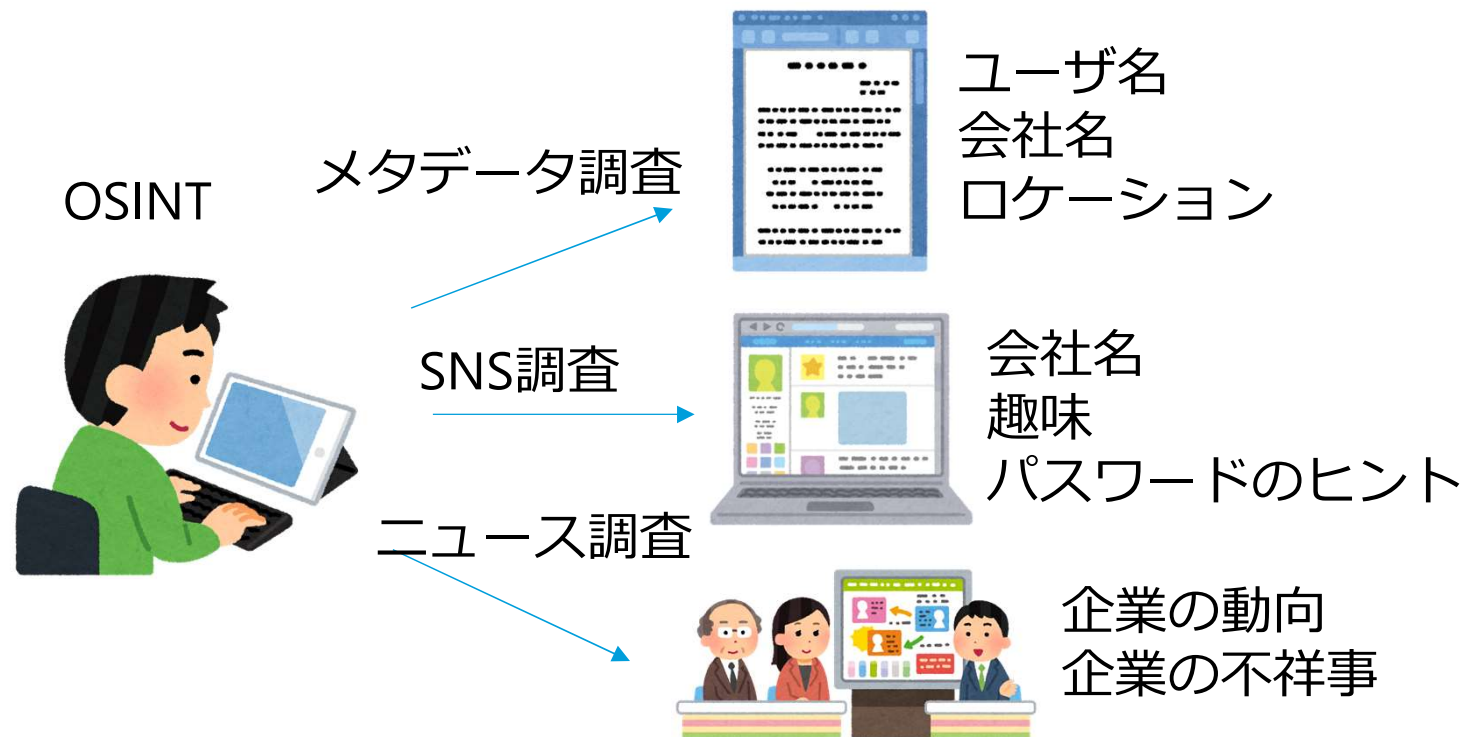 OSINT
メタデータ調査
ユーザ名
会社名
ロケーション
SNS調査
会社名
趣味
パスワードのヒント
ニュース調査
企業の動向
企業の不祥事